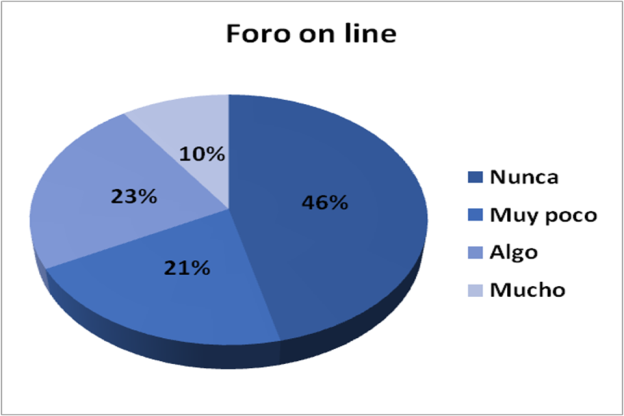 Foro on line
10%
23%
46%
21%
Nunca
Muy poco
Algo
Mucho